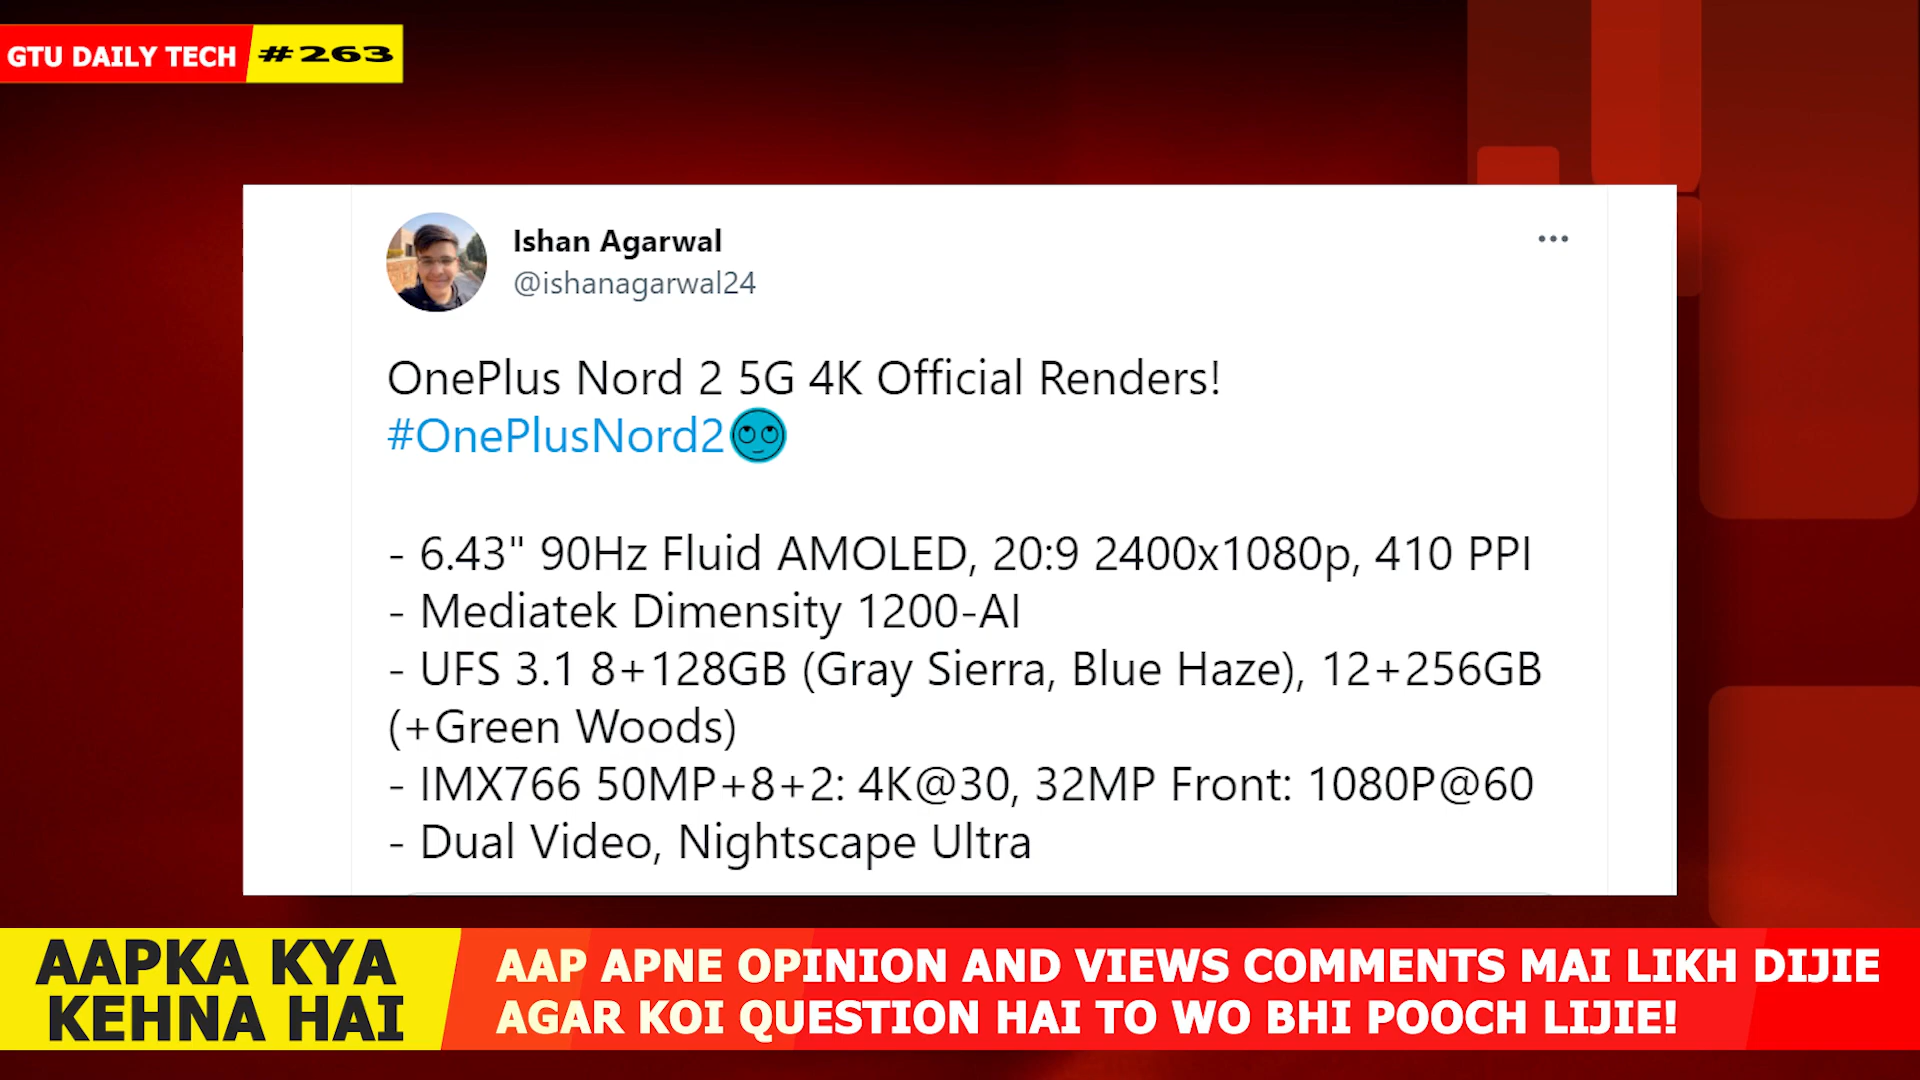 GTU DAILY TECH #263
Ishan Agarwal
@ishanagarwal24
OnePlus Nord 2 5G 4K Official Renders!
#OnePlusNord2
- 6.43" 90Hz Fluid AMOLED, 20:9 2400x1080p, 410 PPI
- Mediatek Dimensity 1200-AI
- UFS 3.1 8+128GB (Gray Sierra, Blue Haze), 12+256GB
(+Green Woods)
- IMX766 50MP+8+2: 4K@30, 32MP Front: 1080P@60
- Dual Video, Nightscape Ultra
AAPKA KYA
KEHNA HAI
AAP APNE OPINION AND VIEWS COMMENTS MAI LIKH DIJIE
AGAR KOI QUESTION HAI TO WO BHI POOCH LIJIE!